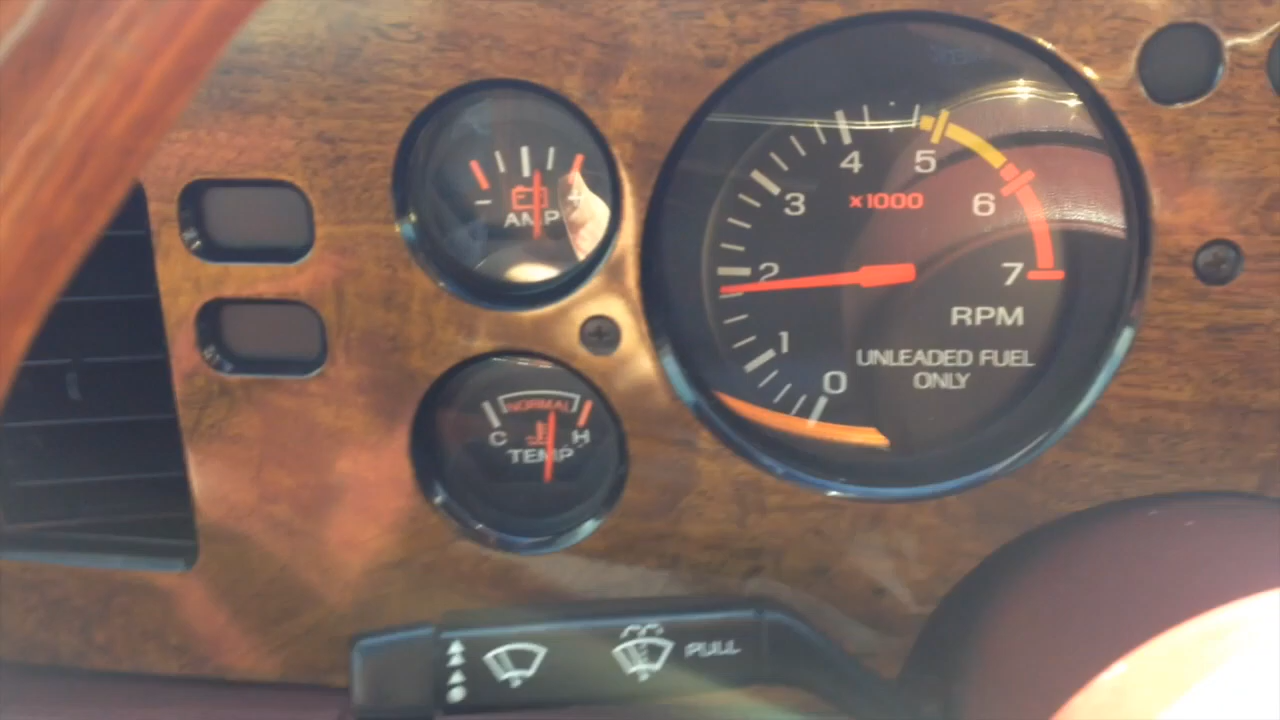 AMP
NORMAL
C H
TEMP
0
1
2
3
4
5
6
7
x1000
RPM
UNLEADED FUEL
ONLY
PULL